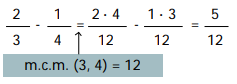 2/3 - 1/4 = 2 · 4/12 - 1 · 3/12 = 5/12
m.c.m. (3, 4) = 12